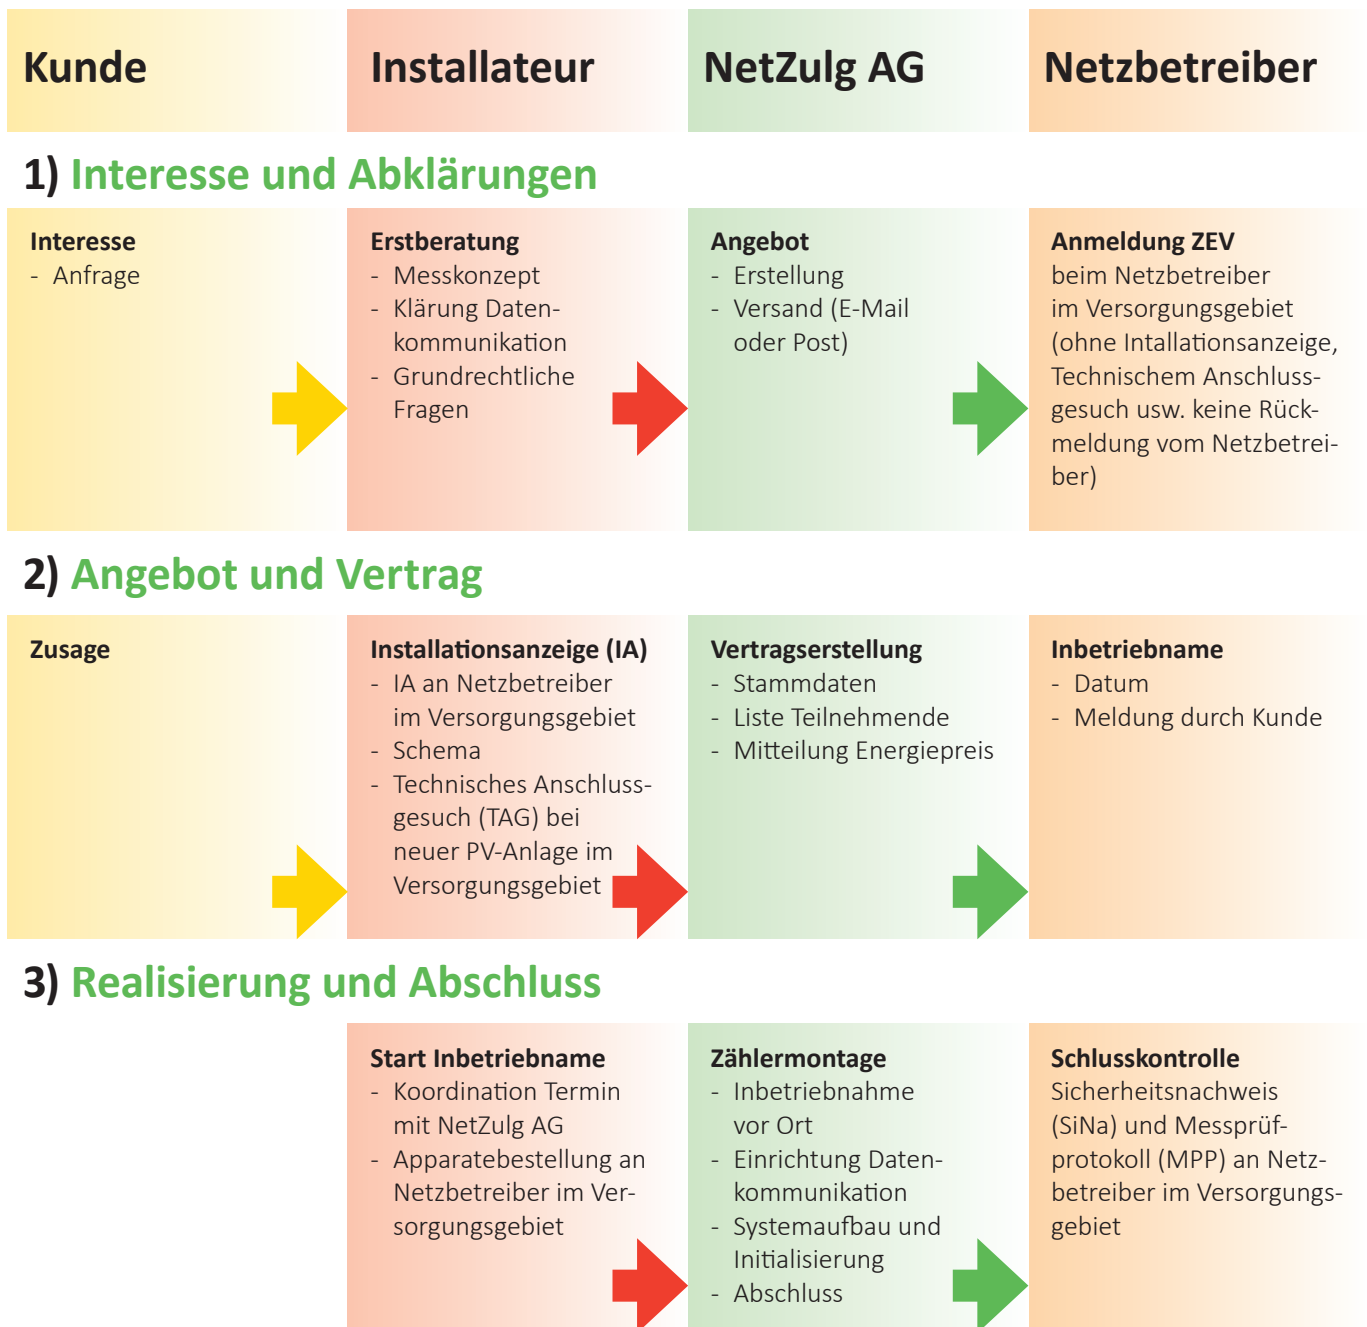 Kunde
Installateur
NetZulg AG
Netzbetreiber
1) Interesse und Abklärungen
Interesse
- Anfrage
Erstberatung
- Messkonzept
- Klärung Daten-
kommunikation
- Grundrechtliche
Fragen
Angebot
- Erstellung
- Versand (E-Mail
oder Post)
Anmeldung ZEV
beim Netzbetreiber
im Versorgungsgebiet
(ohne Intallationsanzeige,
Technischem Anschluss-
gesuch usw. keine Rück-
meldung vom Netzbetrei-
ber)
2) Angebot und Vertrag
Zusage
Installationsanzeige (IA)
- IA an Netzbetreiber
im Versorgungsgebiet
- Schema
- Technisches Anschluss-
gesuch (TAG) bei
neuer PV-Anlage im
Versorgungsgebiet
Vertragserstellung
- Stammdaten
- Liste Teilnehmende
- Mitteilung Energiepreis
Inbetriebname
- Datum
- Meldung durch Kunde
3) Realisierung und Abschluss
Start Inbetriebname
- Koordination Termin
mit NetZulg AG
- Apparatebestellung an
Netzbetreiber im Ver-
sorgungsgebiet
Zählermontage
- Inbetriebnahme
vor Ort
- Einrichtung Daten-
kommunikation
- Systemaufbau und
Initialisierung
- Abschluss
Schlusskontrolle
Sicherheitsnachweis
(SiNa) und Messprüf-
protokoll (MPP) an Netz-
betreiber im Versorgungs-
gebiet